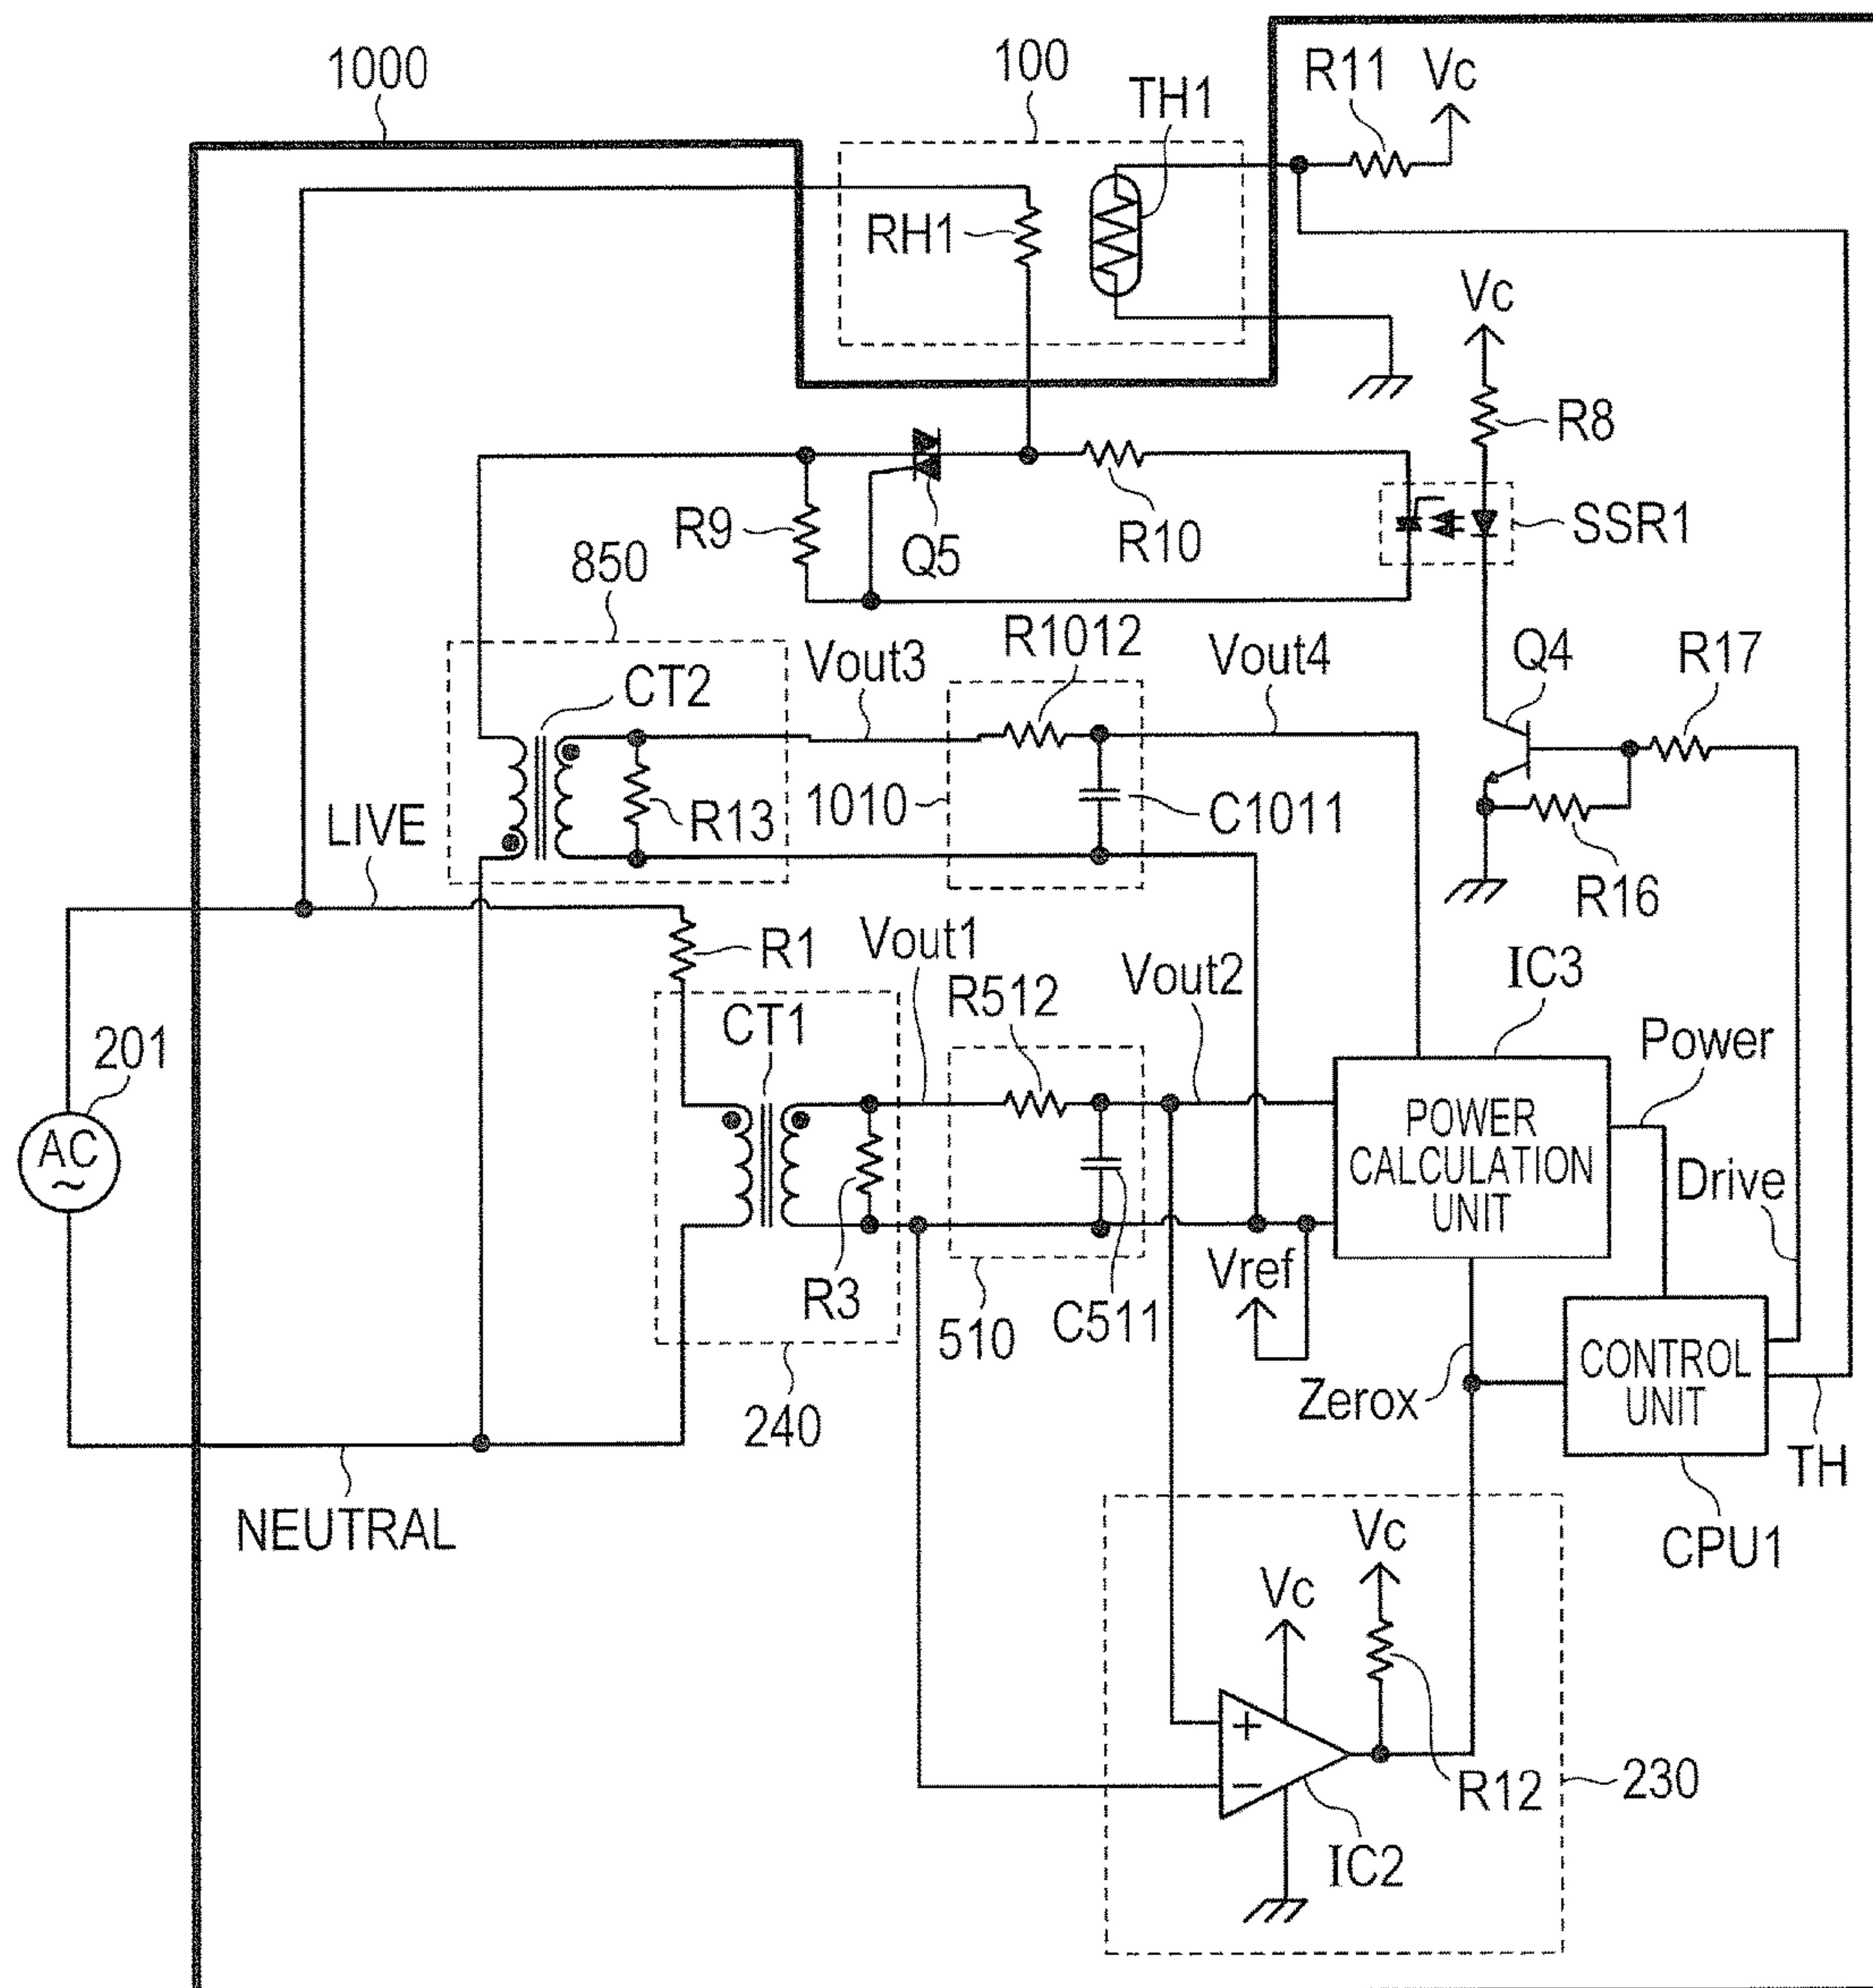 1000
100
TH1
R11
Vc
RH1
Vc
R8
R9
Q5
R10
SSR1
850
R1012
Vout3
Vout4
Q4
R17
CT2
R13
1010
C1011
LIVE
R16
R1
Vout1
Vout2
IC3
R512
CT1
Power
201
AC
~
POWER
CALCULATION
UNIT
Drive
R3
Vref
C511
510
CONTROL
UNIT
Zerox
240
TH
NEUTRAL
CPU1
Vc
Vc
+
−
R12
230
IC2